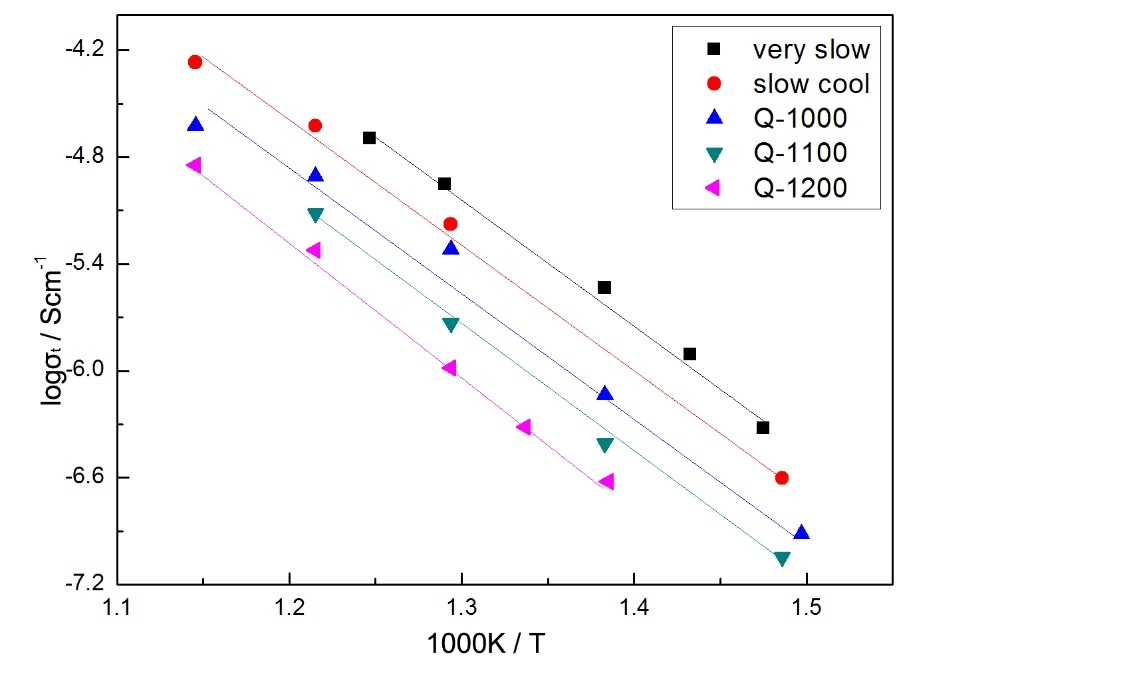 -4.2
-4.8
-5.4
-6.0
-6.6
-7.2
logσt / Scm-1
1.1
1.2
1.3
1.4
1.5
1000K / T
very slow
slow cool
Q-1000
Q-1100
Q-1200